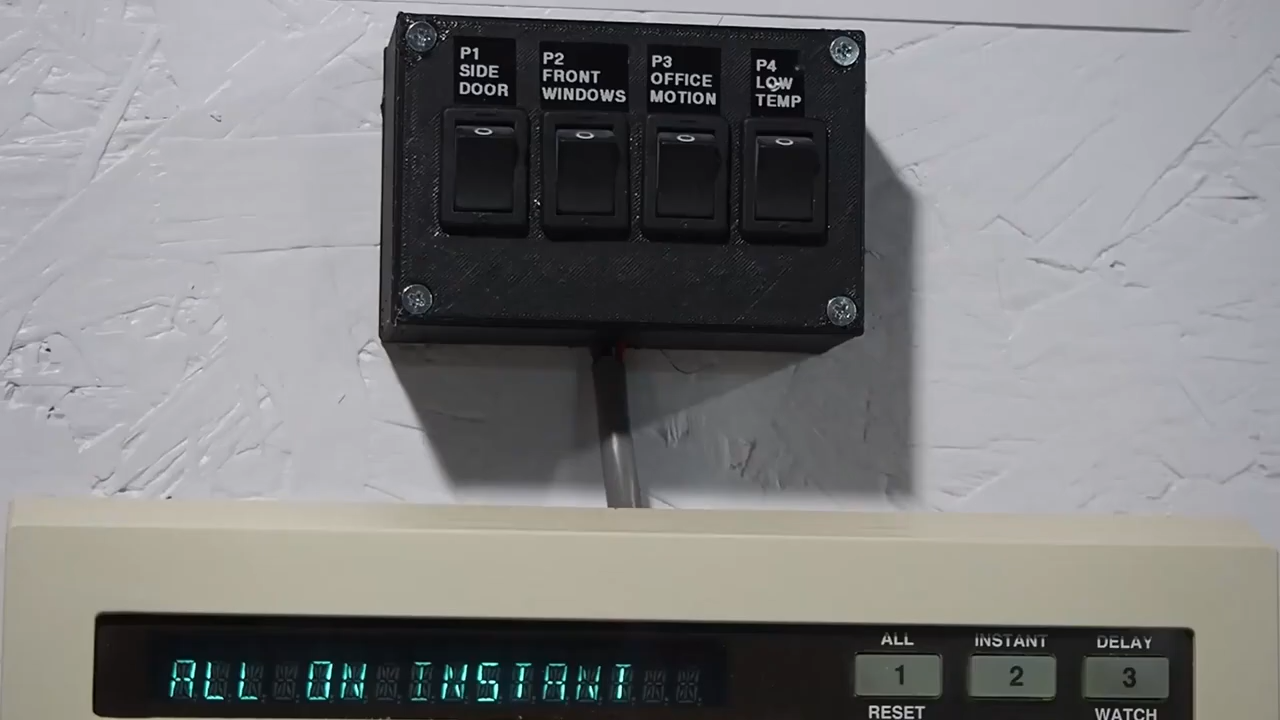 P1
SIDE
DOOR
P2
FRONT
WINDOWS
P3
OFFICE
MOTION
P4
LOW
TEMP
ALL ON INSTANT
ALL
INSTANT
DELAY
1
2
3
RESET
WATCH